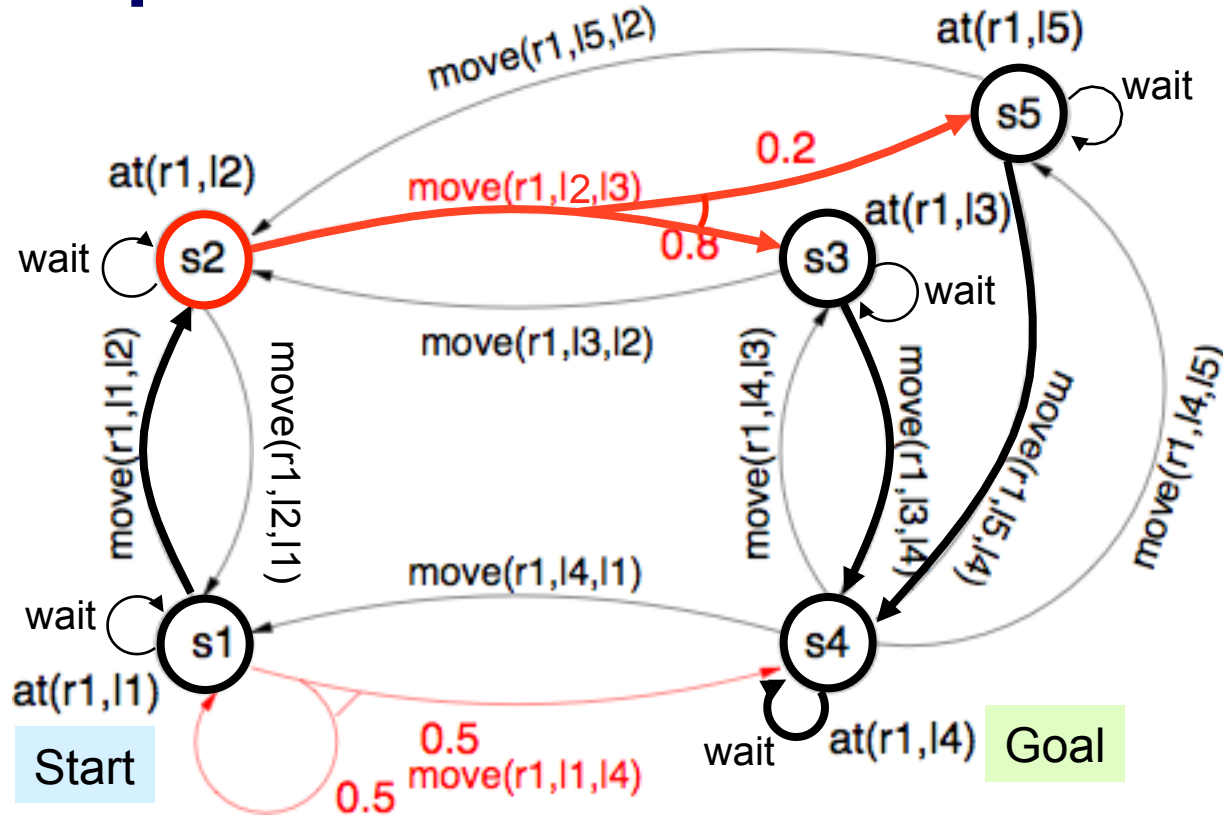 at(r1,l5)
move(r1,l5,l2)
wait
s5
0.2
at(r1,l2)
move(r1,l2,l3)
at(r1,l3)
wait
s2
0.8
s3
wait
move(r1,l3,l2)
move(r1,l1,l2)
move(r1,l2,l1)
move(r1,l4,l3)
move(r1,l3,l4)
move(r1,l5,l4)
move(r1,l4,l5)
move(r1,l4,l1)
wait
s1
s4
at(r1,l1)
Start
0.5
0.5
move(r1,l1,l4)
wait
at(r1,l4)
Goal